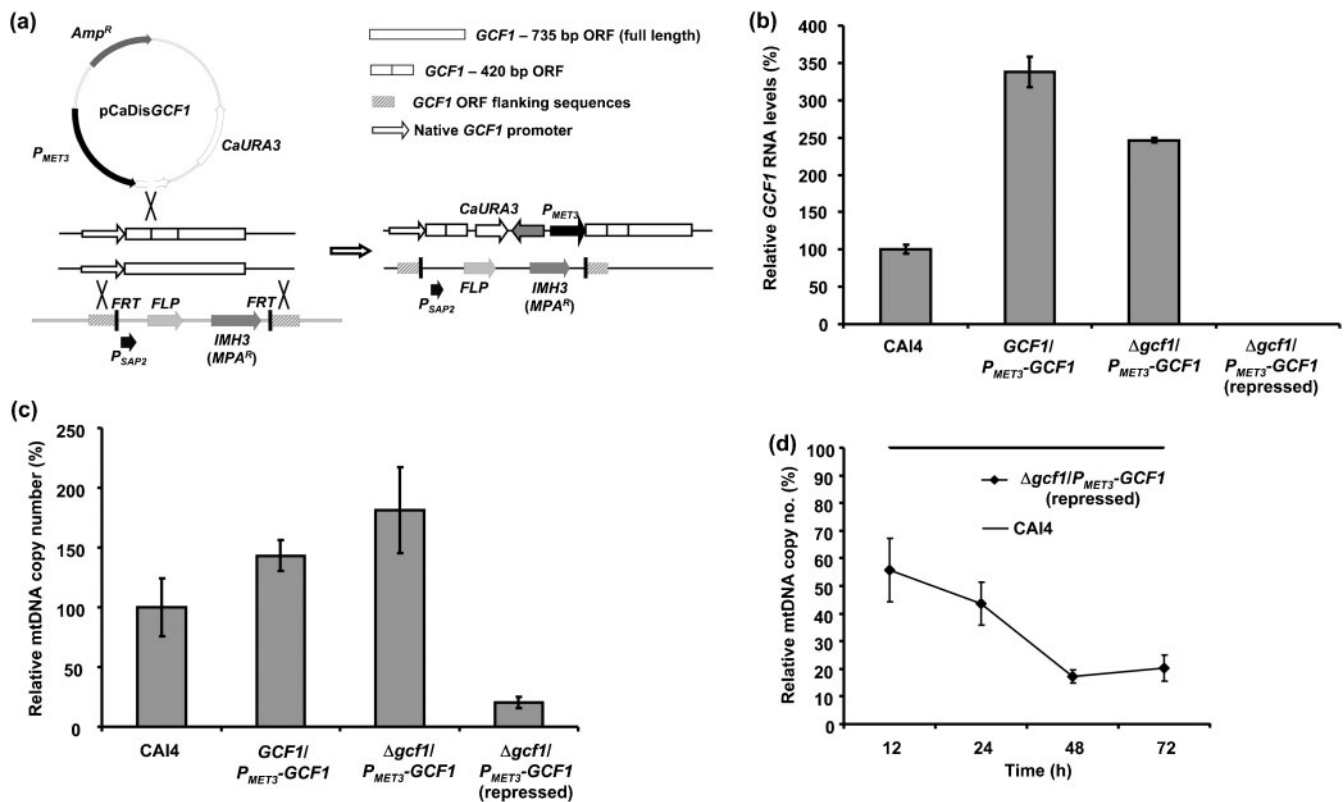 (a)
Amp^R
pCaDisGCF1
P_MET3
CaURA3
FRT
FLP
FRT
P_SAP2
IMH3
(MPA^R)
GCF1 – 735 bp ORF (full length)
GCF1 – 420 bp ORF
GCF1 ORF flanking sequences
Native GCF1 promoter
CaURA3
P_MET3
FLP
P_SAP2
IMH3
(MPA^R)
(b)
Relative GCF1 RNA levels (%)
400
350
300
250
200
150
100
50
0
CAI4
GCF1/
P_MET3-GCF1
Δgcf1/
P_MET3-GCF1
Δgcf1/
P_MET3-GCF1
(repressed)
(c)
Relative mtDNA copy number (%)
250
200
150
100
50
0
CAI4
GCF1/
P_MET3-GCF1
Δgcf1/
P_MET3-GCF1
Δgcf1/
P_MET3-GCF1
(repressed)
(d)
Relative mtDNA copy no. (%)
100
90
80
70
60
50
40
30
20
10
0
Δgcf1/P_MET3-GCF1
(repressed)
CAI4
12
24
48
72
Time (h)